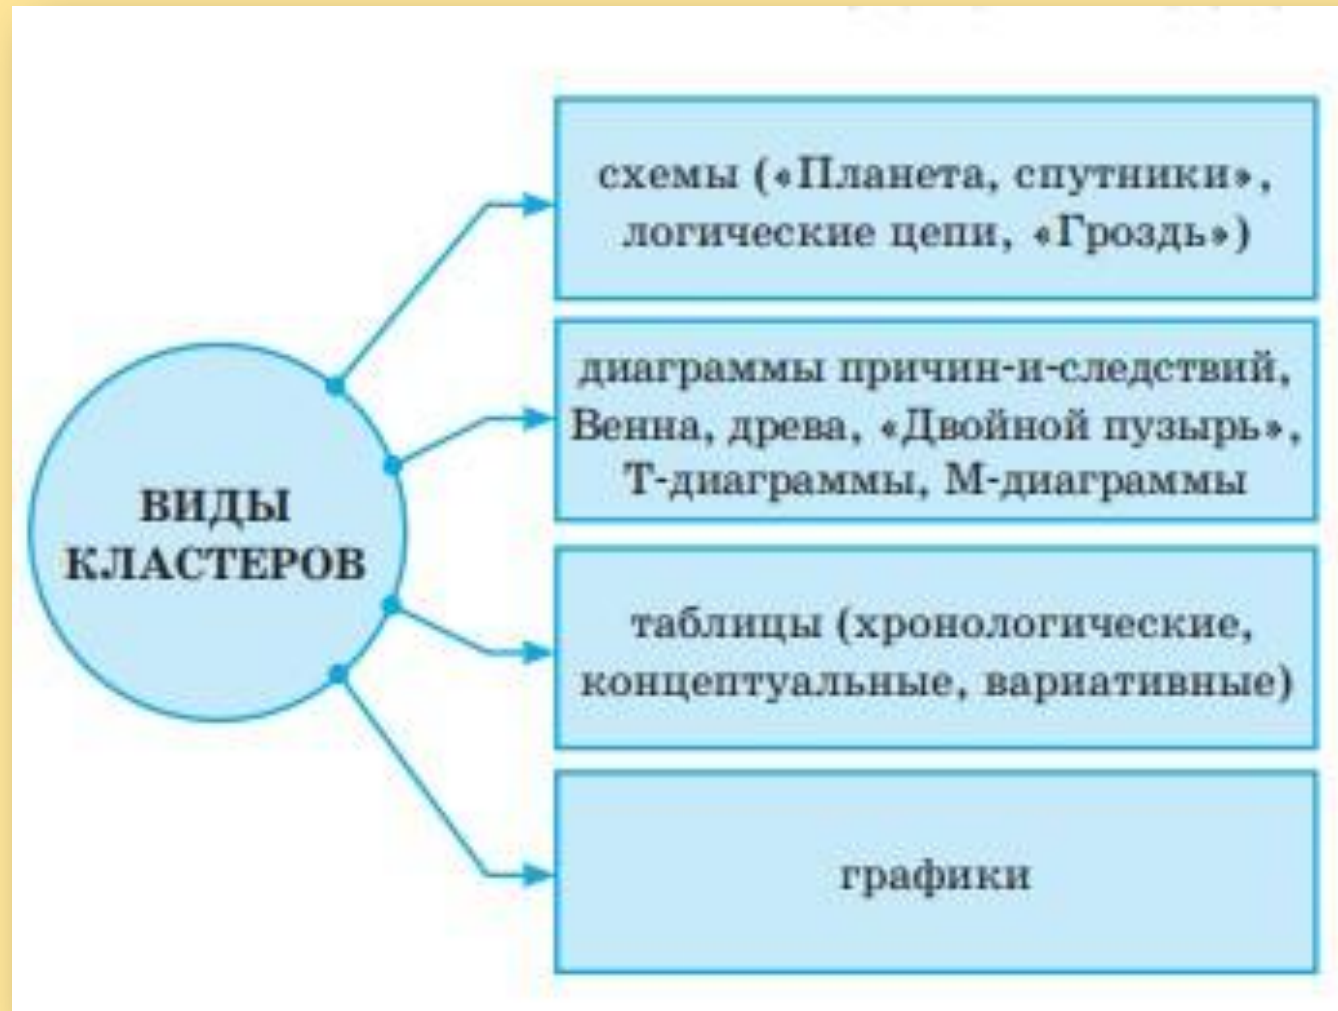 ВИДЫ
КЛАСТЕРОВ
схемы («Планета, спутники»,
логические цепи, «Гроздь»)
диаграммы причин-и-следствий,
Венна, древа, «Двойной пузырь»,
Т-диаграммы, М-диаграммы
таблицы (хронологические,
концептуальные, вариативные)
графики